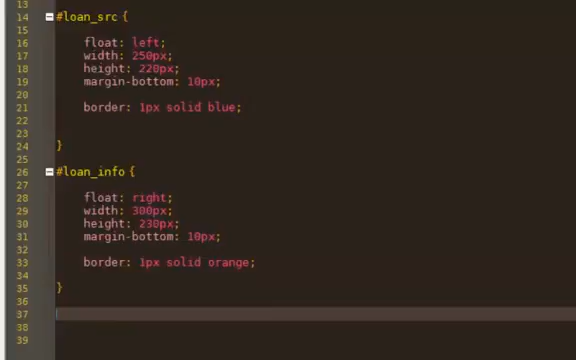 13
14 #loan_src {
15
16 float: left;
17 width: 250px;
18 height: 220px;
19 margin-bottom: 10px;
20
21 border: 1px solid blue;
22
23
24 }
25
26 #loan_info {
27
28 float: right;
29 width: 300px;
30 height: 230px;
31 margin-bottom: 10px;
32
33 border: 1px solid orange;
34
35 }
36
37
38
39